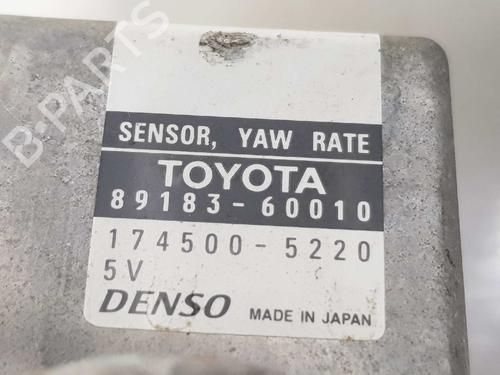 B-PARTS
SENSOR, YAW RATE
TOYOTA
89183-60010
174500-5220
5V
DENSO MADE IN JAPAN